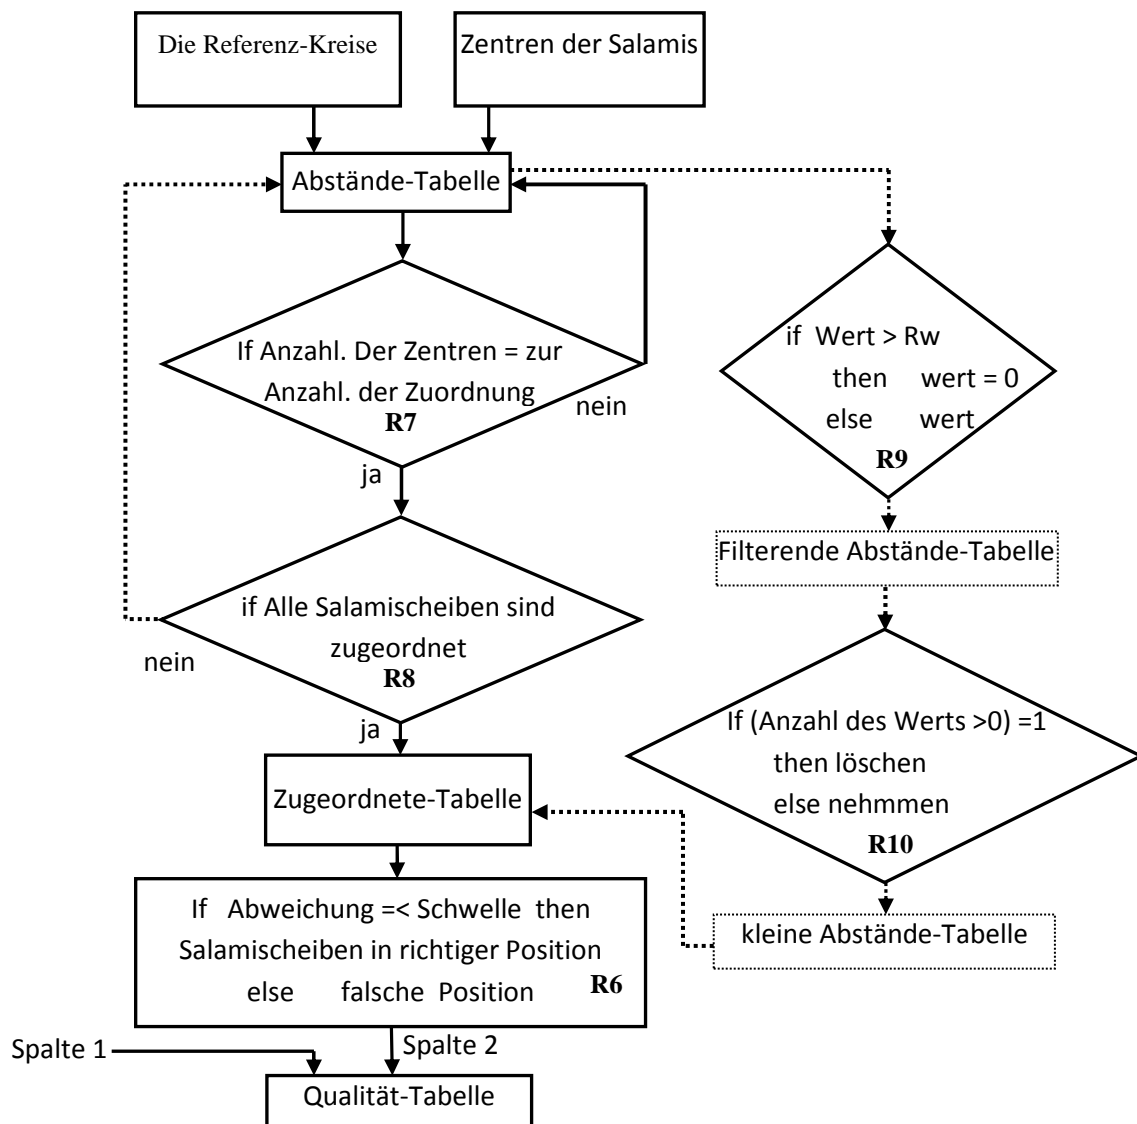 Die Referenz-Kreise
Zentren der Salamis
Abstände-Tabelle
If Anzahl. Der Zentren = zur
Anzahl. der Zuordnung
R7
nein
ja
if Alle Salamischeiben sind
zugeordnet
R8
nein
ja
Zugeordnete-Tabelle
If Abweichung =< Schwelle then
Salamischeiben in richtiger Position
else falsche Position
R6
Spalte 1
Spalte 2
Qualität-Tabelle
if Wert > Rw
then wert = 0
else wert
R9
Filterende Abstände-Tabelle
If (Anzahl des Werts >0) =1
then löschen
else nehmmen
R10
kleine Abstände-Tabelle